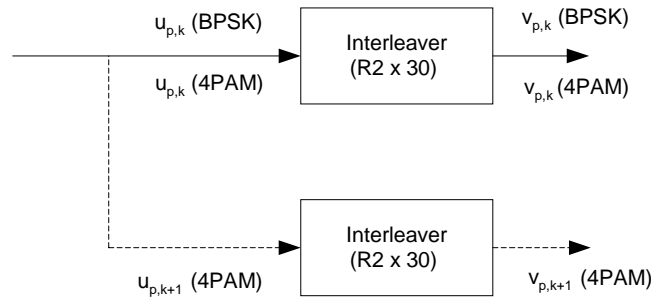 u_{p,k} (BPSK)
u_{p,k} (4PAM)
Interleaver
(R2 x 30)
v_{p,k} (BPSK)
v_{p,k} (4PAM)
u_{p,k+1} (4PAM)
Interleaver
(R2 x 30)
v_{p,k+1} (4PAM)